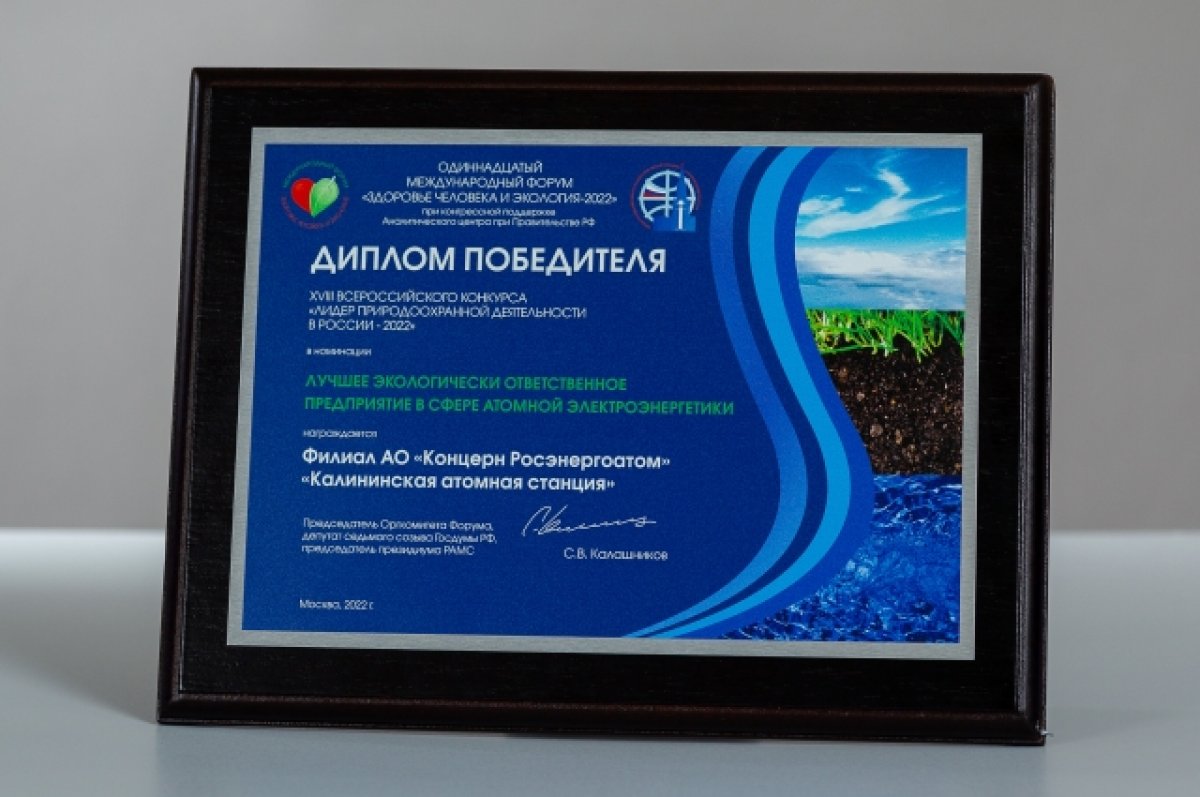 ОДИННАДЦАТЫЙ
МЕЖДУНАРОДНЫЙ ФОРУМ
«ЗДОРОВЬЕ ЧЕЛОВЕКА И ЭКОЛОГИЯ-2022»
при конгрессной поддержке
Аналитического центра при Правительстве РФ
ДИПЛОМ ПОБЕДИТЕЛЯ
XVIII ВСЕРОССИЙСКОГО КОНКУРСА
«ЛИДЕР ПРИРОДООХРАННОЙ ДЕЯТЕЛЬНОСТИ
В РОССИИ - 2022»
в номинации
ЛУЧШЕЕ ЭКОЛОГИЧЕСКИ ОТВЕТСТВЕННОЕ
ПРЕДПРИЯТИЕ В СФЕРЕ АТОМНОЙ ЭЛЕКТРОЭНЕРГЕТИКИ
награждается
Филиал АО «Концерн Росэнергоатом»
«Калининская атомная станция»
Председатель Оргкомитета Форума,
депутат седьмого созыва Госдумы РФ,
председатель президиума РАМС
С.В. Калашников
Москва, 2022 г.